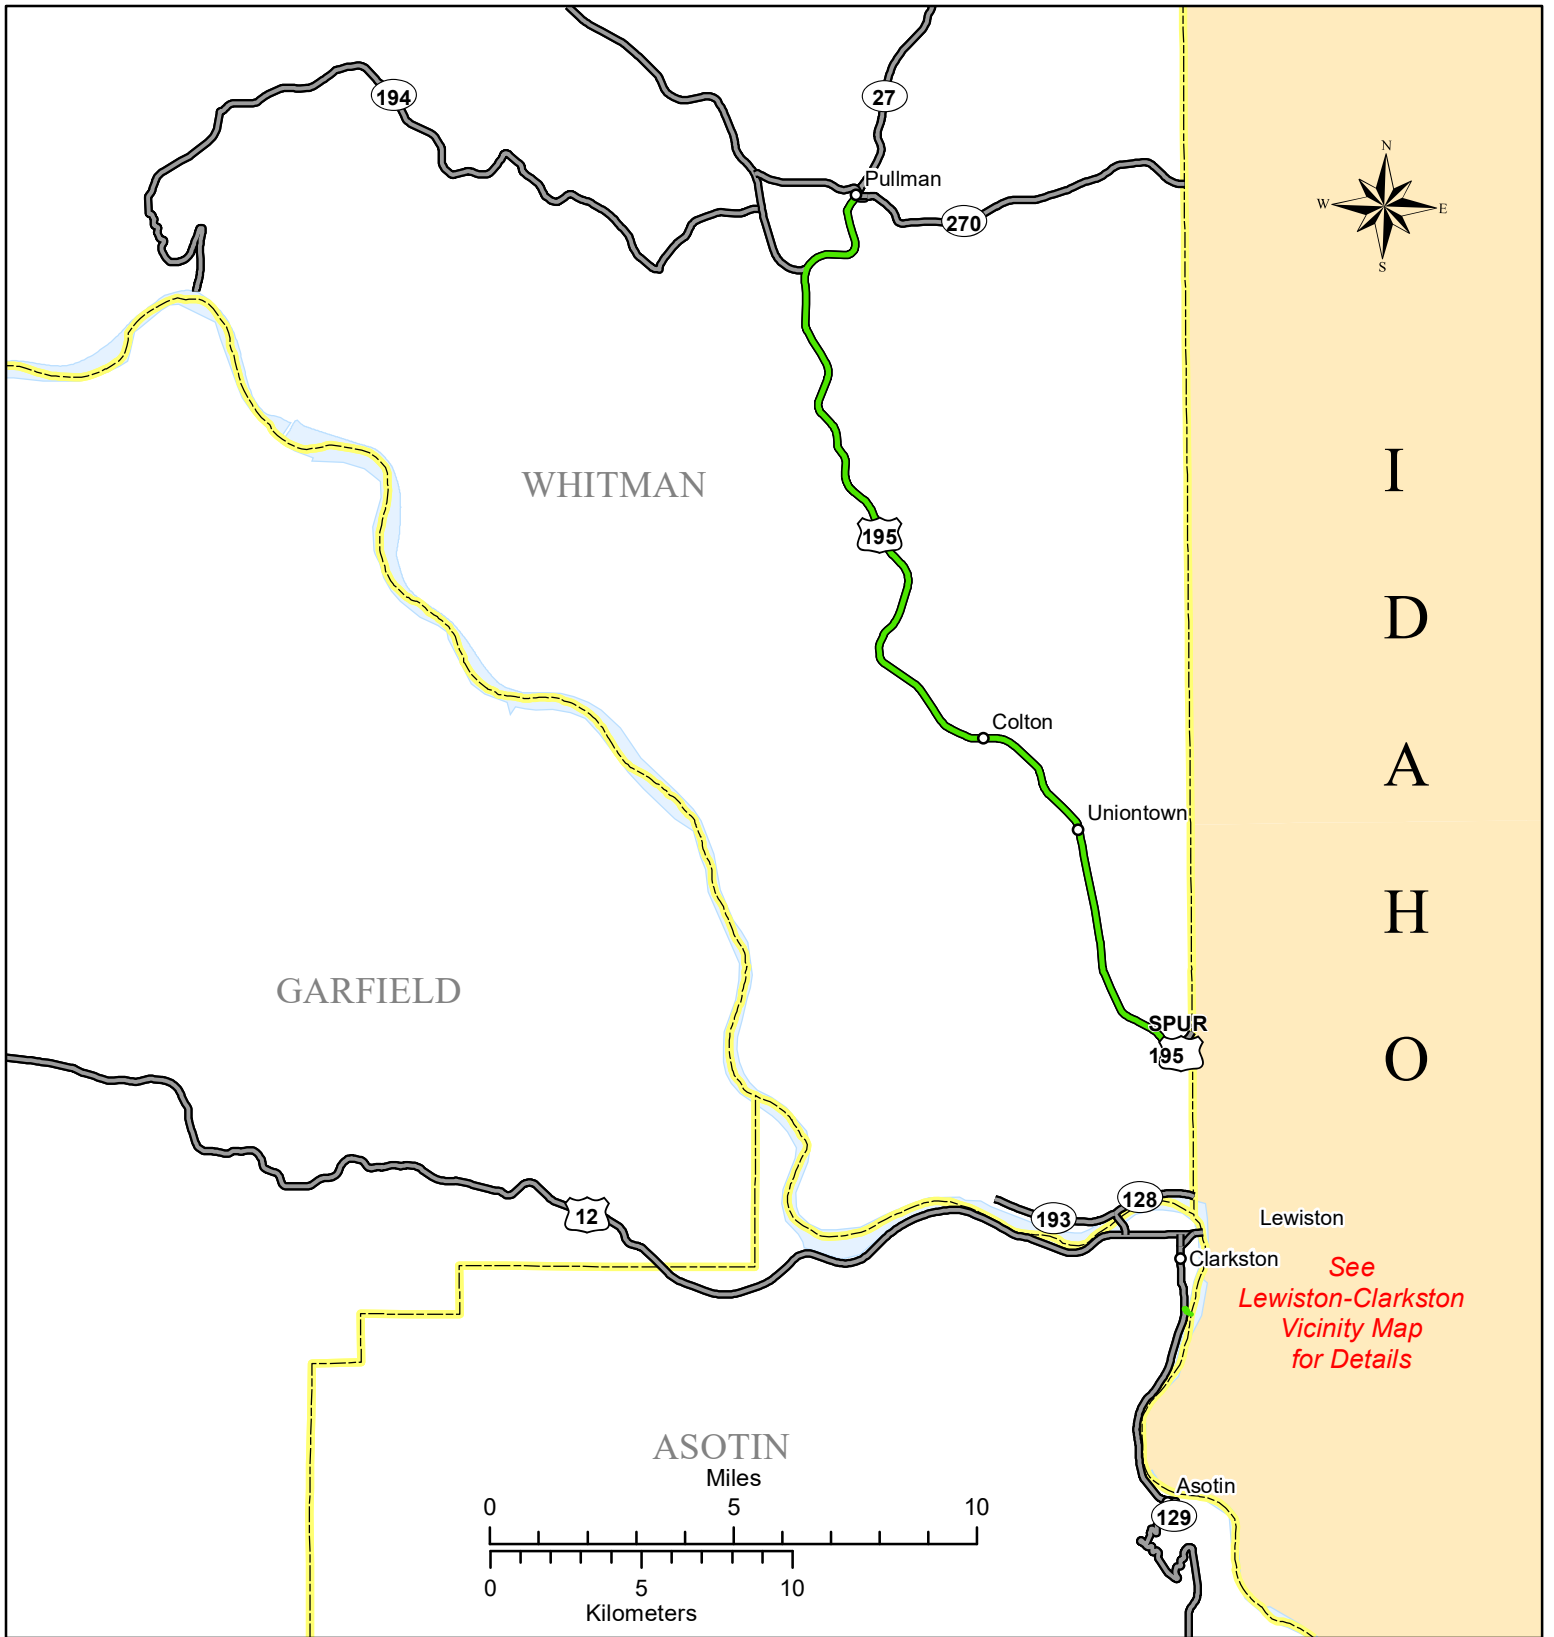 194
27
Pullman
270
N
W
E
S
WHITMAN
195
I
D
A
H
O
Colton
Uniontown
GARFIELD
SPUR
195
12
193
128
Lewiston
Clarkston
See
Lewiston-Clarkston
Vicinity Map
for Details
ASOTIN
Miles
0 5 10
0 5 10
Kilometers
Asotin
129